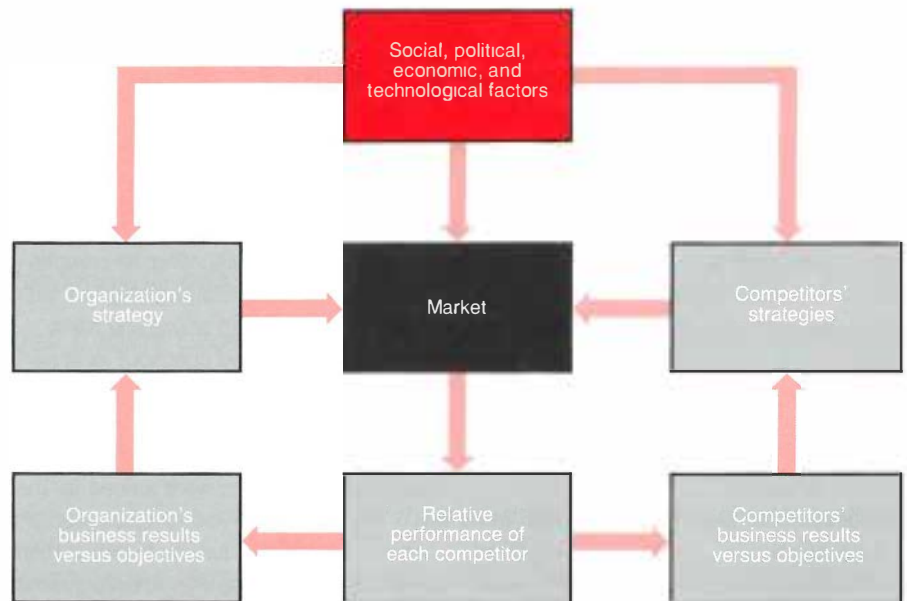 Social, political,
economic, and
technological factors
Organization's
strategy
Market
Competitors'
strategies
Organization's
business results
versus objectives
Relative
performance of
each competitor
Competitors'
business results
versus objectives